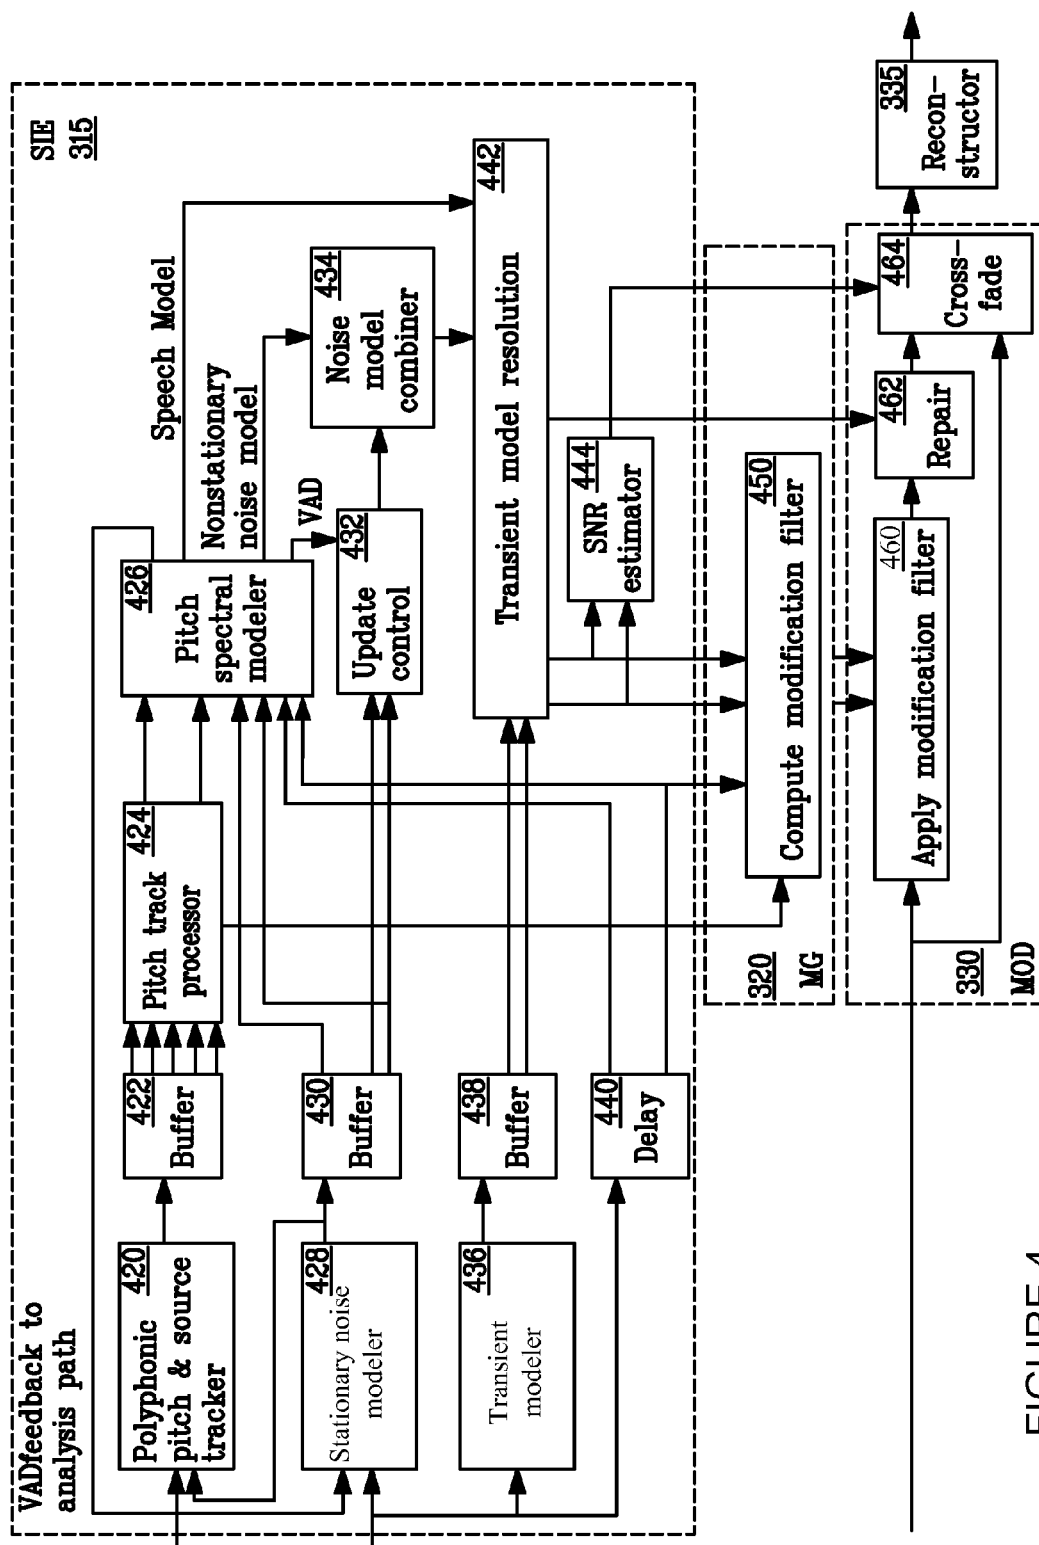 VADfeedback to
analysis path
SIE
315
420
Polyphonic
pitch & source
tracker
422
Buffer
424
Pitch track
processor
426
Pitch
spectral
modeler
Speech Model
Nonstationary
noise model
VAD
428
Stationary noise
modeler
430
Buffer
432
Update
control
434
Noise
model
combiner
436
Transient
modeler
438
Buffer
440
Delay
442
Transient model resolution
444
SNR
estimator
320
MG
450
Compute modification filter
330
MOD
460
Apply modification filter
462
Repair
464
Cross-
fade
335
Recon-
structor
FIGURE 4